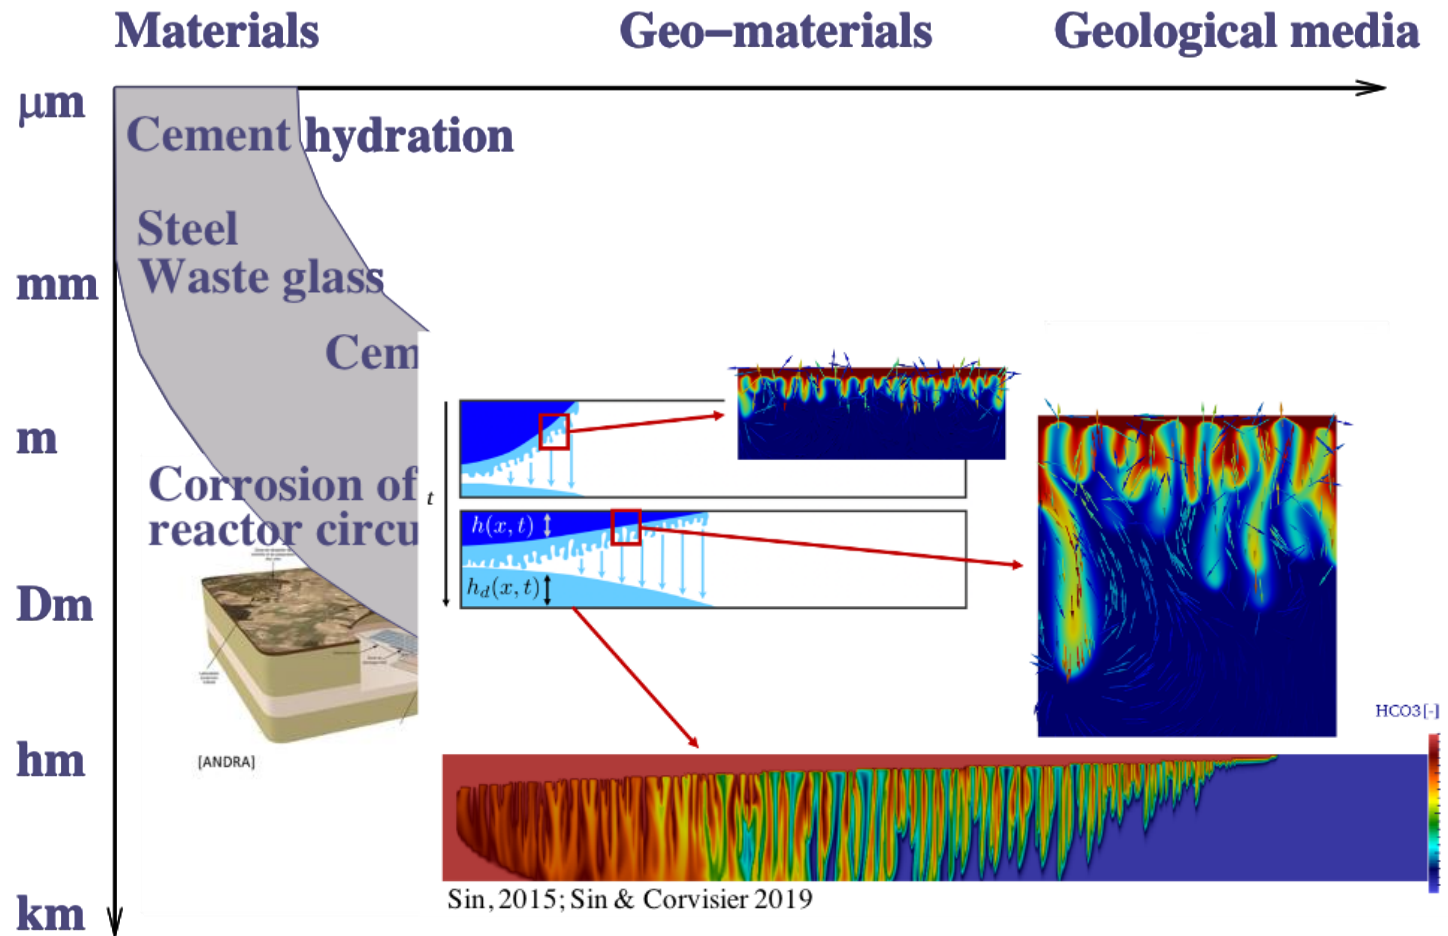 Materials
Geo−materials
Geological media
μm
Cement hydration
Steel
mm
Waste glass
Cem
m
Corrosion of
t
h(x, t)
reactor circu
h_d(x, t)
Dm
HCO3[-]
hm
[ANDRA]
km
Sin, 2015; Sin & Corvisier 2019